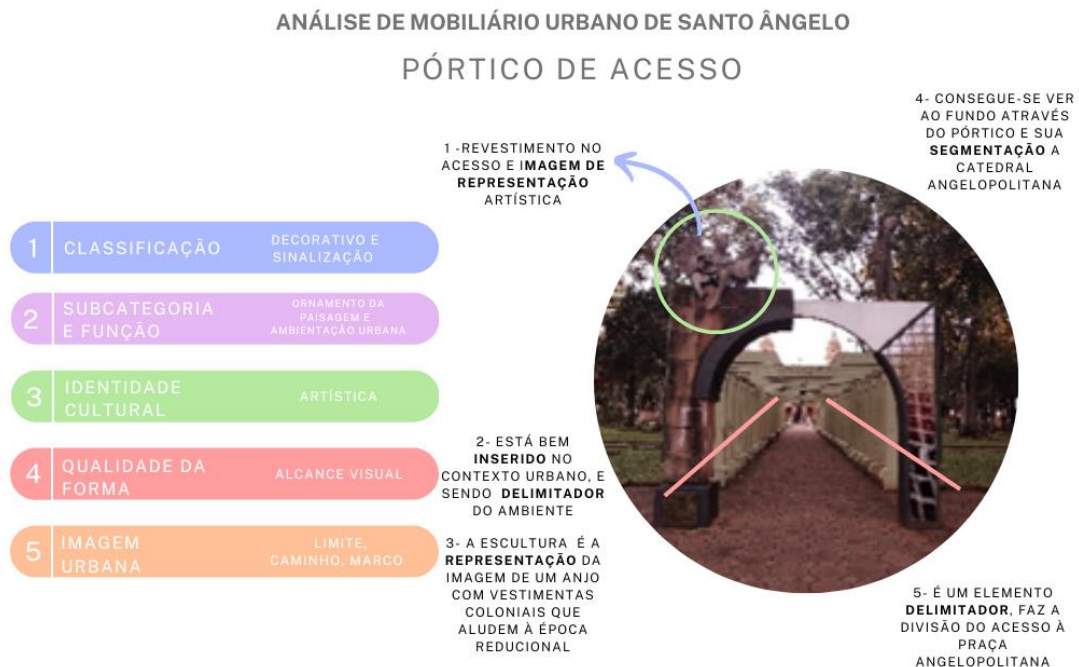 ANÁLISE DE MOBILIÁRIO URBANO DE SANTO ÂNGELO
PÓRTICO DE ACESSO
1 CLASSIFICAÇÃO DECORATIVO E
SINALIZAÇÃO
2 SUBCATEGORIA
E FUNÇÃO
ORNAMENTO DA
PAISAGEM E
AMBIENTAÇÃO URBANA
3 IDENTIDADE
CULTURAL
ARTÍSTICA
4 QUALIDADE DA
FORMA
ALCANCE VISUAL
5 IMAGEM
URBANA
LIMITE,
CAMINHO, MARCO
1 -REVESTIMENTO NO
ACESSO E IMAGEM DE
REPRESENTAÇÃO
ARTÍSTICA
2- ESTÁ BEM
INSERIDO NO
CONTEXTO URBANO, E
SENDO DELIMITADOR
DO AMBIENTE
3- A ESCULTURA É A
REPRESENTAÇÃO DA
IMAGEM DE UM ANJO
COM VESTIMENTAS
COLONIAIS QUE
ALUDEM À ÉPOCA
REDUCIONAL
4- CONSEGUE-SE VER
AO FUNDO ATRAVÉS
DO PÓRTICO E SUA
SEGMENTAÇÃO A
CATEDRAL
ANGELOPOLITANA
5- É UM ELEMENTO
DELIMITADOR, FAZ A
DIVISÃO DO ACESSO À
PRAÇA
ANGELOPOLITANA